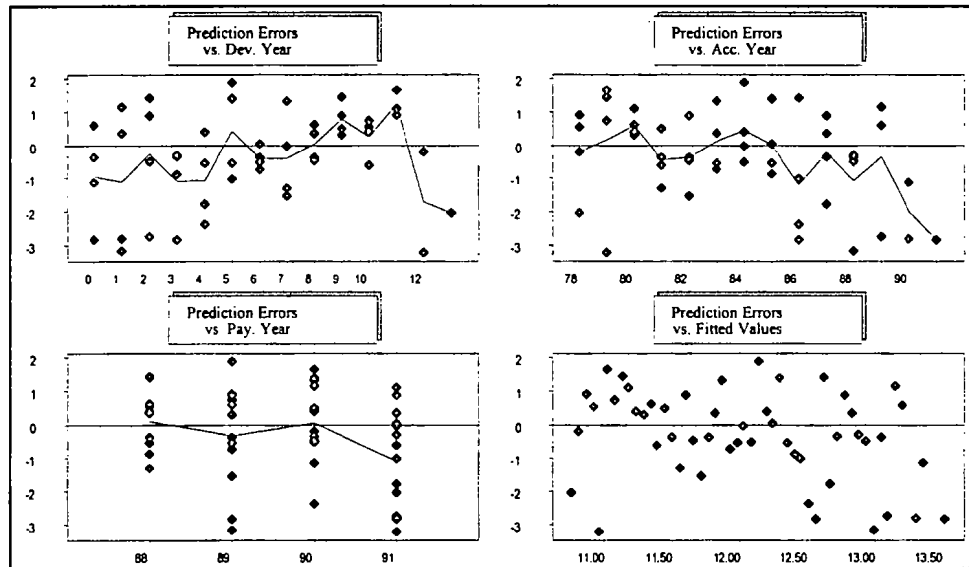 Prediction Errors
vs. Dev. Year
2
1
0
-1
-2
-3
0 1 2 3 4 5 6 7 8 9 10 12
Prediction Errors
vs. Acc. Year
2
1
0
-1
-2
-3
78 80 82 84 86 88 90
Prediction Errors
vs Pay. Year
2
1
0
-1
-2
-3
88 89 90 91
Prediction Errors
vs. Fitted Values
2
1
0
-1
-2
-3
11.00 11.50 12.00 12.50 13.00 13.50